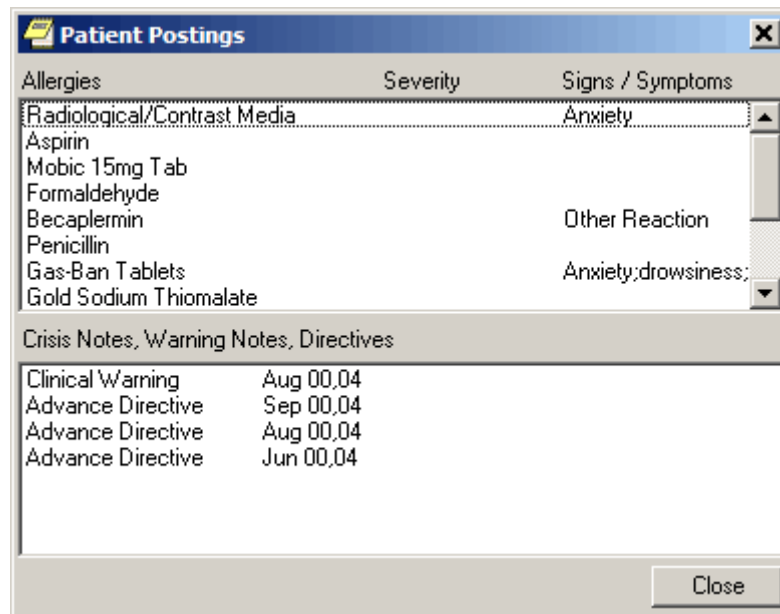 Patient Postings
Allergies Severity Signs / Symptoms
Radiological/Contrast Media Anxiety
Aspirin
Mobic 15mg Tab
Formaldehyde
Becaplermin Other Reaction
Penicillin
Gas-Ban Tablets Anxiety;drowsiness;
Gold Sodium Thiomalate
Crisis Notes, Warning Notes, Directives
Clinical Warning Aug 00,04
Advance Directive Sep 00,04
Advance Directive Aug 00,04
Advance Directive Jun 00,04
Close